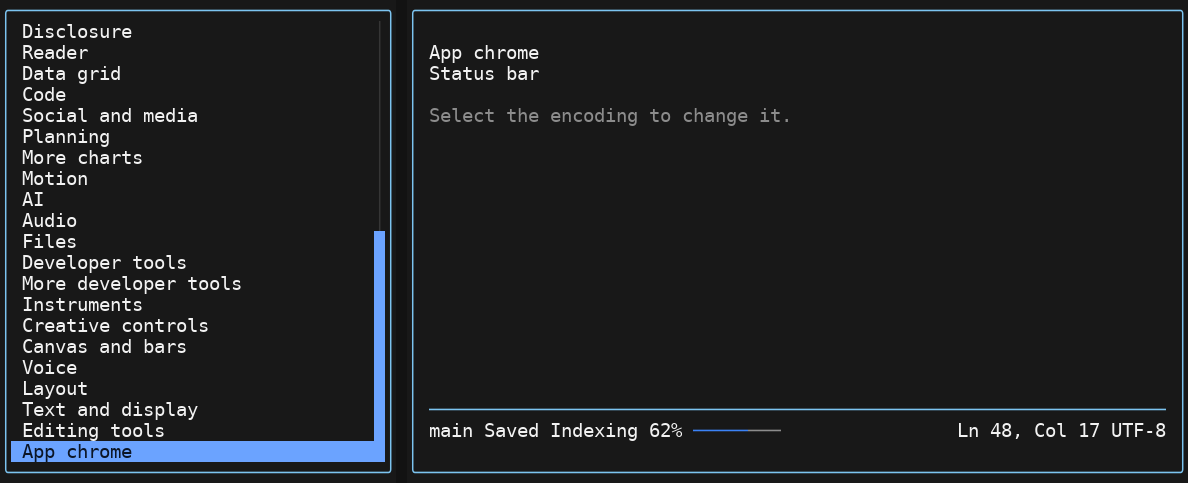 Disclosure
Reader
Data grid
Code
Social and media
Planning
More charts
Motion
AI
Audio
Files
Developer tools
More developer tools
Instruments
Creative controls
Canvas and bars
Voice
Layout
Text and display
Editing tools
App chrome
App chrome
Status bar
Select the encoding to change it.
main Saved Indexing 62% Ln 48, Col 17 UTF-8